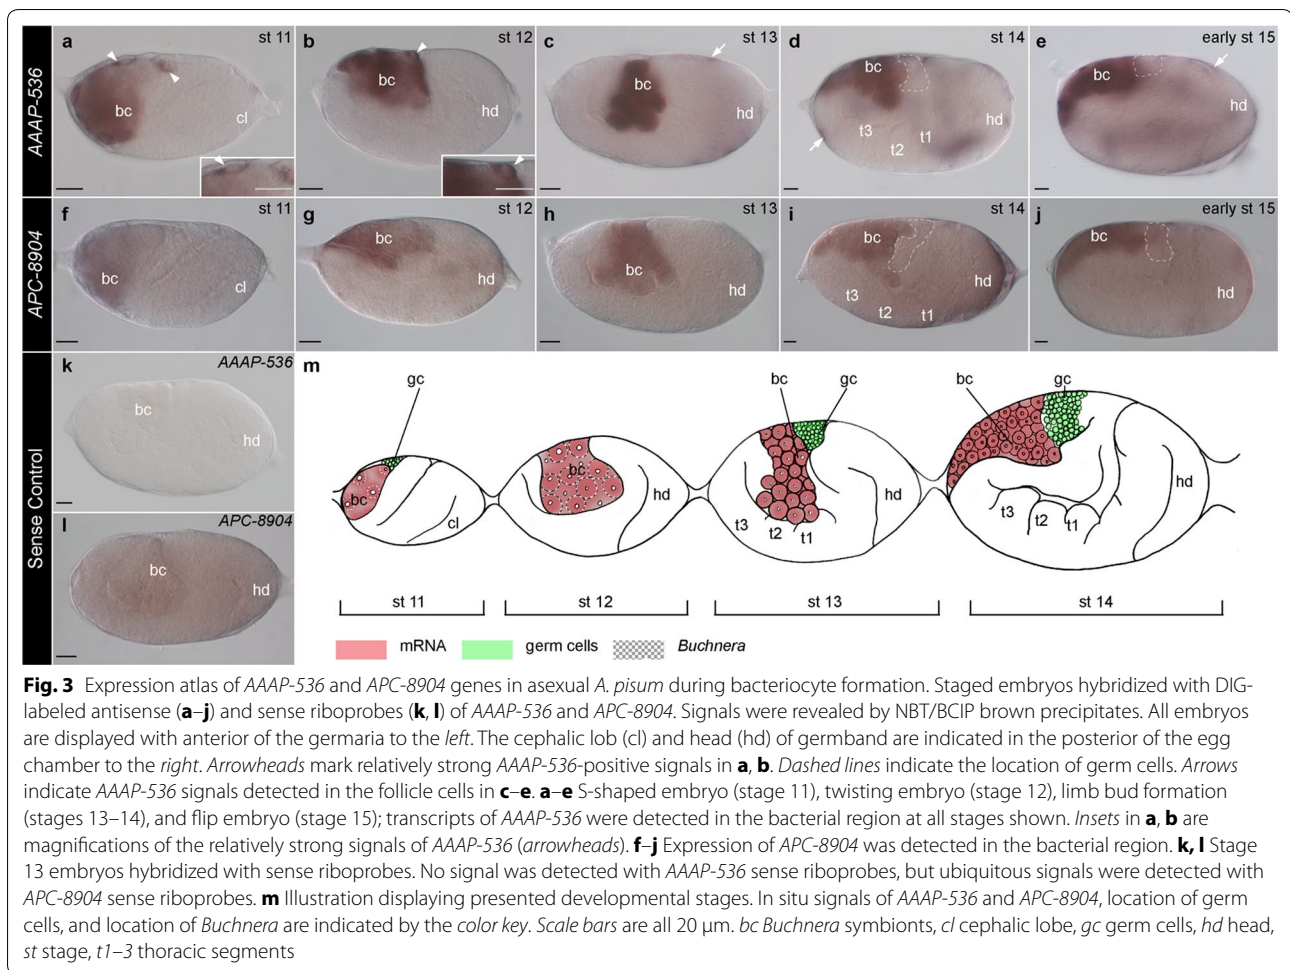 AAAP-536
a
st 11
bc
cl
b
st 12
bc
hd
c
st 13
bc
hd
d
st 14
bc
t3
t2
t1
hd
e
early st 15
bc
hd
APC-8904
f
st 11
bc
cl
g
st 12
bc
hd
h
st 13
bc
hd
i
st 14
bc
t3
t2
t1
hd
j
early st 15
bc
hd
Sense Control
k
AAAP-536
bc
hd
l
APC-8904
bc
hd
m
gc
bc
cl
bc
hd
bc
gc
t3
t2
t1
hd
bc
gc
t3
t2
t1
hd
st 11
st 12
st 13
st 14
mRNA
germ cells
Buchnera
Fig. 3 Expression atlas of AAAP-536 and APC-8904 genes in asexual A. pisum during bacteriocyte formation. Staged embryos hybridized with DIG-
labeled antisense (a–j) and sense riboprobes (k, l) of AAAP-536 and APC-8904. Signals were revealed by NBT/BCIP brown precipitates. All embryos
are displayed with anterior of the germaria to the left. The cephalic lob (cl) and head (hd) of germband are indicated in the posterior of the egg
chamber to the right. Arrowheads mark relatively strong AAAP-536-positive signals in a, b. Dashed lines indicate the location of germ cells. Arrows
indicate AAAP-536 signals detected in the follicle cells in c–e. a–e S-shaped embryo (stage 11), twisting embryo (stage 12), limb bud formation
(stages 13–14), and flip embryo (stage 15); transcripts of AAAP-536 were detected in the bacterial region at all stages shown. Insets in a, b are
magnifications of the relatively strong signals of AAAP-536 (arrowheads). f–j Expression of APC-8904 was detected in the bacterial region. k, l Stage
13 embryos hybridized with sense riboprobes. No signal was detected with AAAP-536 sense riboprobes, but ubiquitous signals were detected with
APC-8904 sense riboprobes. m Illustration displaying presented developmental stages. In situ signals of AAAP-536 and APC-8904, location of germ
cells, and location of Buchnera are indicated by the color key. Scale bars are all 20 µm. bc Buchnera symbionts, cl cephalic lobe, gc germ cells, hd head,
st stage, t1–3 thoracic segments